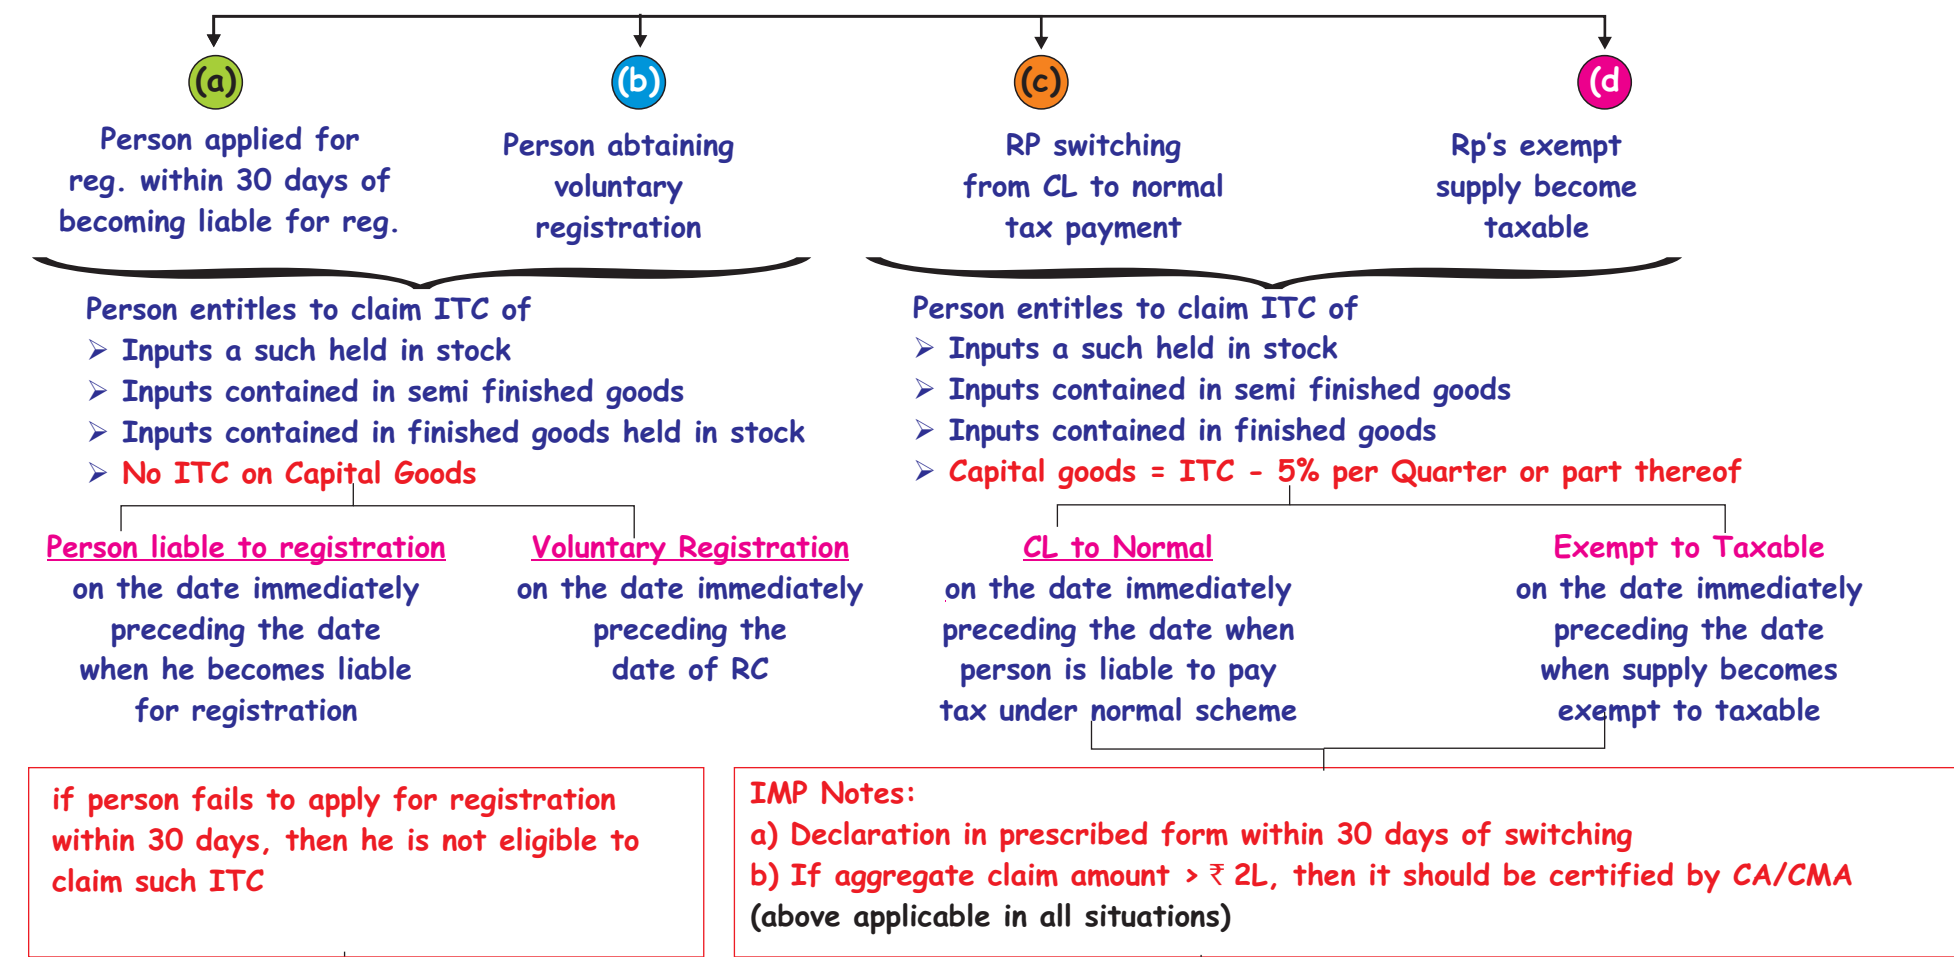 (a)
Person applied for
reg. within 30 days of
becoming liable for reg.
(b)
Person abtaining
voluntary
registration
(c)
RP switching
from CL to normal
tax payment
(d
Rp's exempt
supply become
taxable
Person entitles to claim ITC of
➢ Inputs a such held in stock
➢ Inputs contained in semi finished goods
➢ Inputs contained in finished goods held in stock
➢ No ITC on Capital Goods
Person entitles to claim ITC of
➢ Inputs a such held in stock
➢ Inputs contained in semi finished goods
➢ Inputs contained in finished goods
➢ Capital goods = ITC - 5% per Quarter or part thereof
Person liable to registration
on the date immediately
preceding the date
when he becomes liable
for registration
Voluntary Registration
on the date immediately
preceding the
date of RC
CL to Normal
on the date immediately
preceding the date when
person is liable to pay
tax under normal scheme
Exempt to Taxable
on the date immediately
preceding the date
when supply becomes
exempt to taxable
if person fails to apply for registration
within 30 days, then he is not eligible to
claim such ITC
IMP Notes:
a) Declaration in prescribed form within 30 days of switching
b) If aggregate claim amount > ₹ 2L, then it should be certified by CA/CMA
(above applicable in all situations)